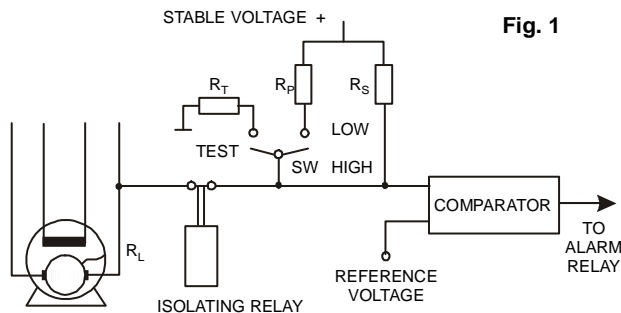 STABLE VOLTAGE +
Fig. 1
R_T
R_P
R_S
LOW
TEST
SW HIGH
COMPARATOR
R_L
TO
ALARM
RELAY
REFERENCE
VOLTAGE
ISOLATING RELAY